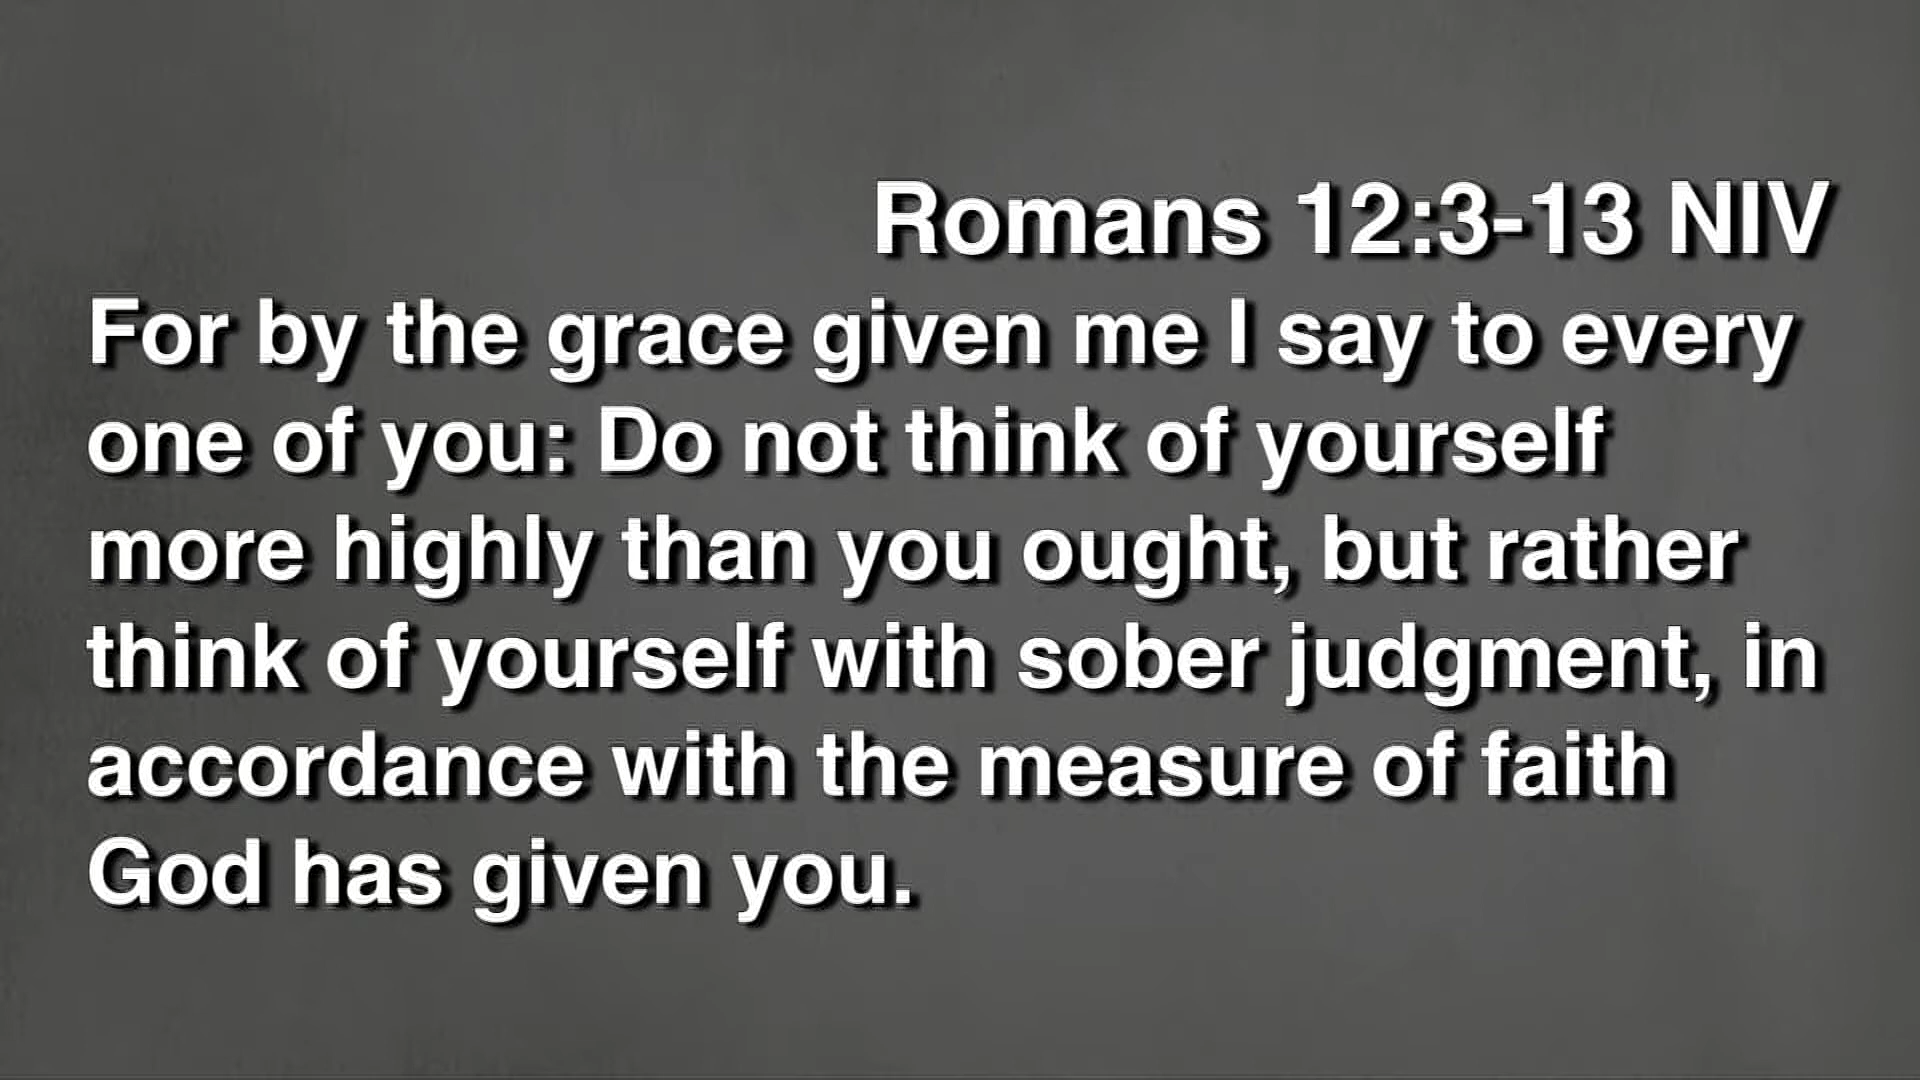 Romans 12:3-13 NIV
For by the grace given me I say to every
one of you: Do not think of yourself
more highly than you ought, but rather
think of yourself with sober judgment, in
accordance with the measure of faith
God has given you.